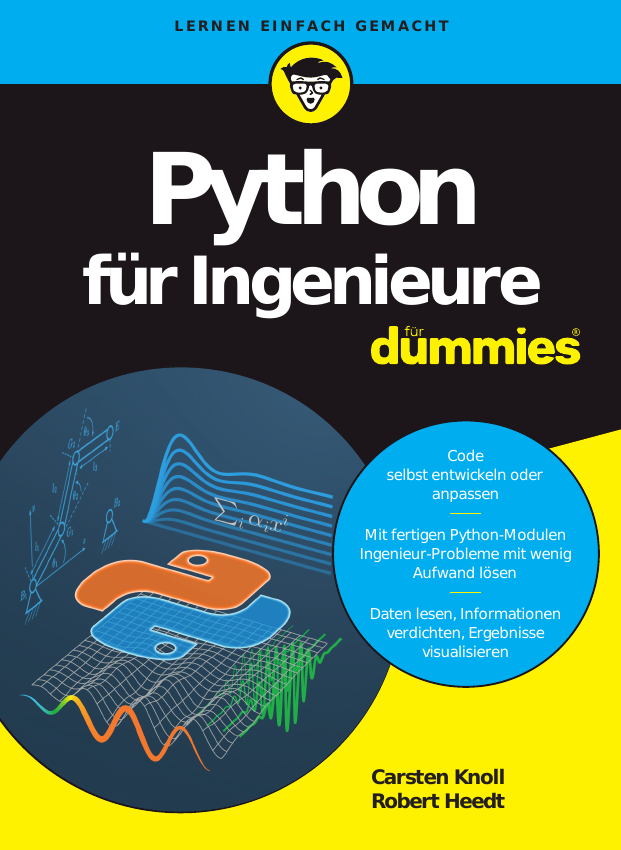 LERNEN EINFACH GEMACHT
Python
für Ingenieure
für
dummies®
Code
selbst entwickeln oder
anpassen
Mit fertigen Python-Modulen
Ingenieur-Probleme mit wenig
Aufwand lösen
Daten lesen, Informationen
verdichten, Ergebnisse
visualisieren
Carsten Knoll
Robert Heedt